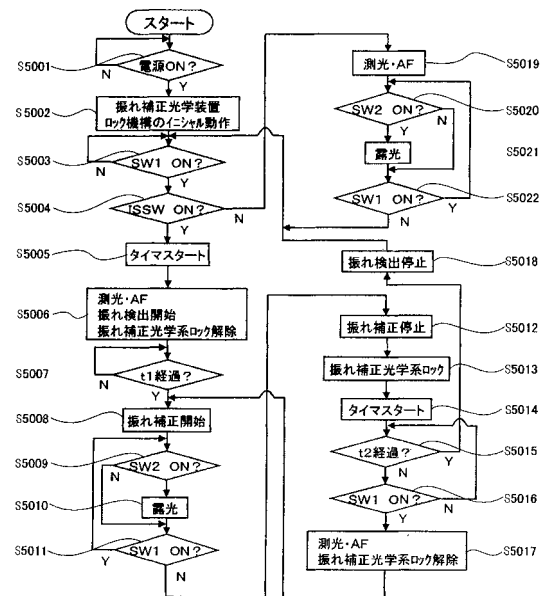 スタート
S5001
電源ON？
N
Y
S5002
振れ補正光学装置
ロック機構のイニシャル動作
S5003
SW1 ON？
N
Y
S5004
ISSW ON？
N
Y
S5005
タイマスタート
S5006
測光・AF
振れ検出開始
振れ補正光学系ロック解除
S5007
t1経過？
N
Y
S5008
振れ補正開始
S5009
SW2 ON？
N
Y
S5010
露光
S5011
SW1 ON？
Y
N
測光・AF
S5019
SW2 ON？
S5020
N
Y
露光
S5021
SW1 ON？
S5022
Y
N
振れ検出停止
S5018
振れ補正停止
S5012
振れ補正光学系ロック
S5013
タイマスタート
S5014
t2経過？
S5015
Y
N
SW1 ON？
S5016
N
Y
測光・AF
振れ補正光学系ロック解除
S5017